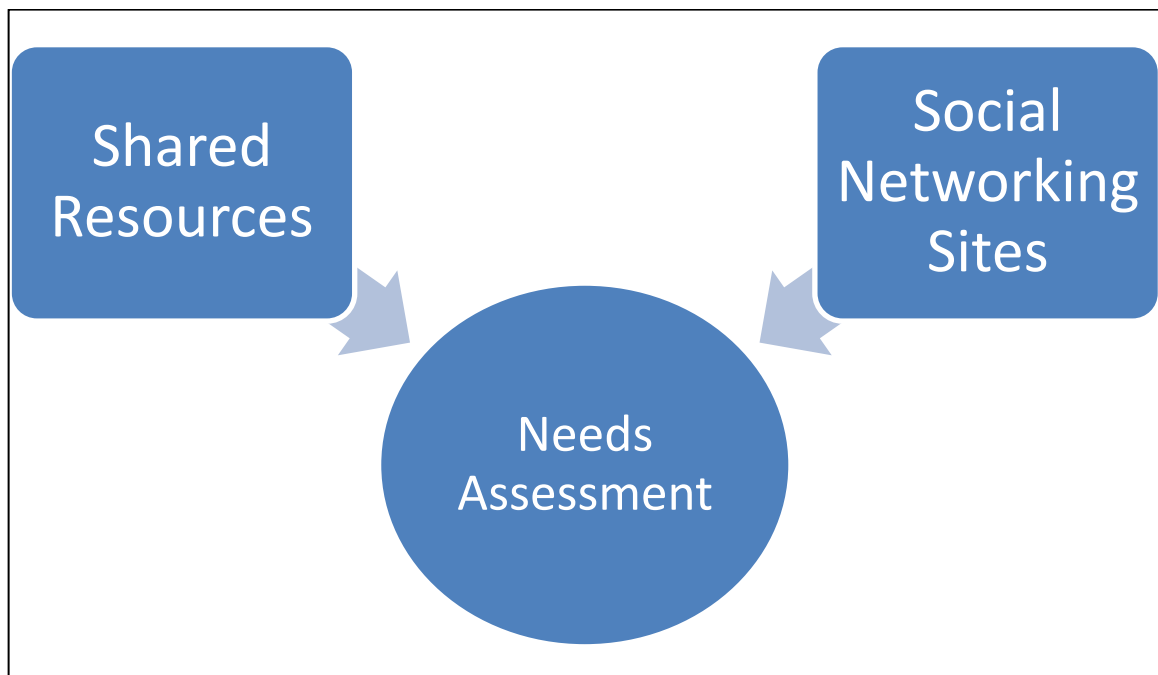 Shared
Resources
Social
Networking
Sites
Needs
Assessment